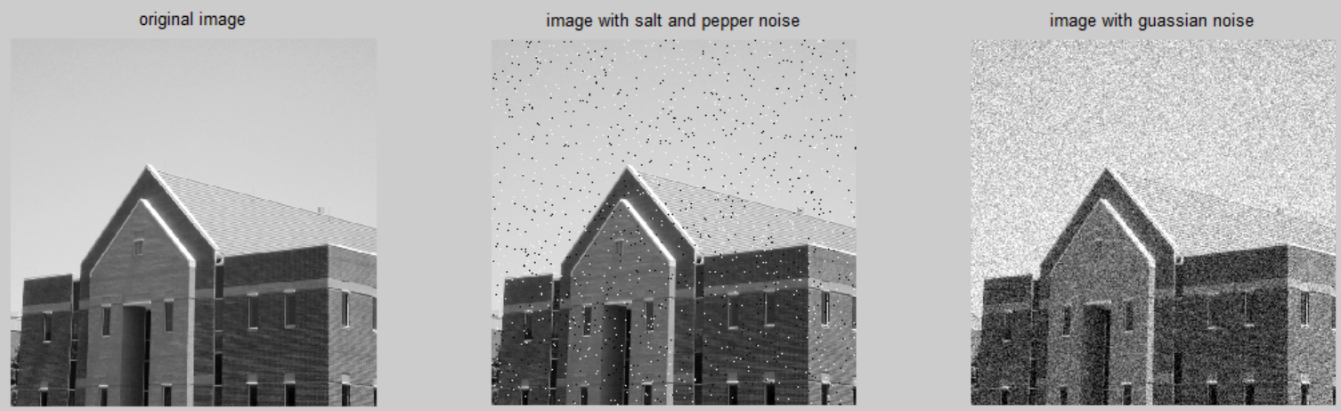 original image
image with salt and pepper noise
image with guassian noise